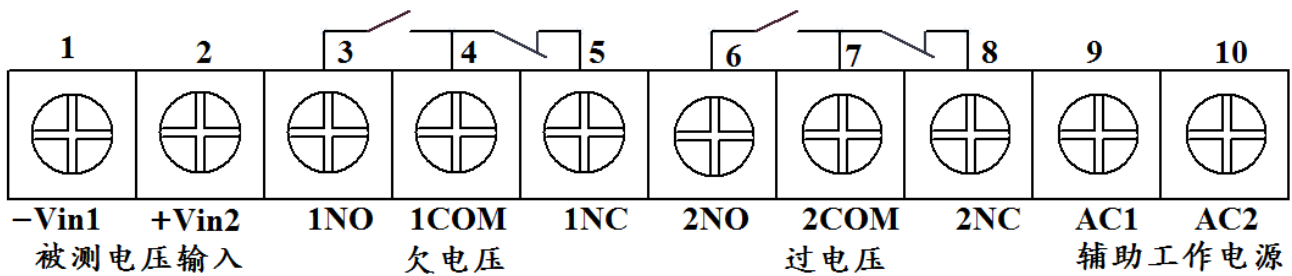 1 2 3 4 5 6 7 8 9 10
−Vin1 +Vin2 1NO 1COM 1NC 2NO 2COM 2NC AC1 AC2
被测电压输入 欠电压 过电压 辅助工作电源